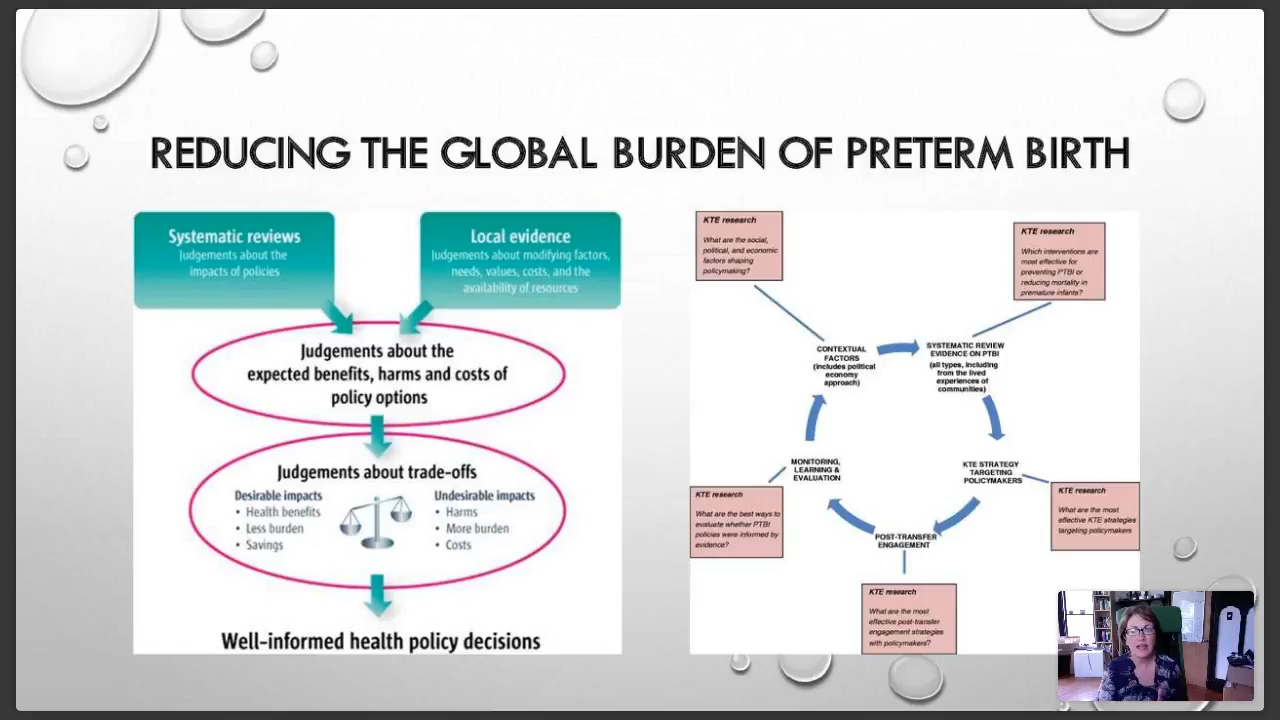 REDUCING THE GLOBAL BURDEN OF PRETERM BIRTH
Systematic reviews
Judgements about the
impacts of policies
Local evidence
Judgements about modifying factors,
needs, values, costs, and the
availability of resources
Judgements about the
expected benefits, harms and costs of
policy options
Judgements about trade-offs
Desirable impacts
• Health benefits
• Less burden
• Savings
Undesirable impacts
• Harms
• More burden
• Costs
Well-informed health policy decisions
KTE research
What are the social,
political, and economic
factors shaping
policymaking?
KTE research
Which interventions are
most effective for
preventing PTBI or
reducing mortality in
premature infants?
CONTEXTUAL
FACTORS
(includes political
economy
approach)
SYSTEMATIC REVIEW
EVIDENCE ON PTBI
(all types, including
from the lived
experiences of
communities)
MONITORING,
LEARNING &
EVALUATION
KTE STRATEGY
TARGETING
POLICYMAKERS
KTE research
What are the best ways to
evaluate whether PTBI
policies were informed by
evidence?
KTE research
What are the most
effective KTE strategies
targeting policymakers
POST-TRANSFER
ENGAGEMENT
KTE research
What are the most
effective post-transfer
engagement strategies
with policymakers?